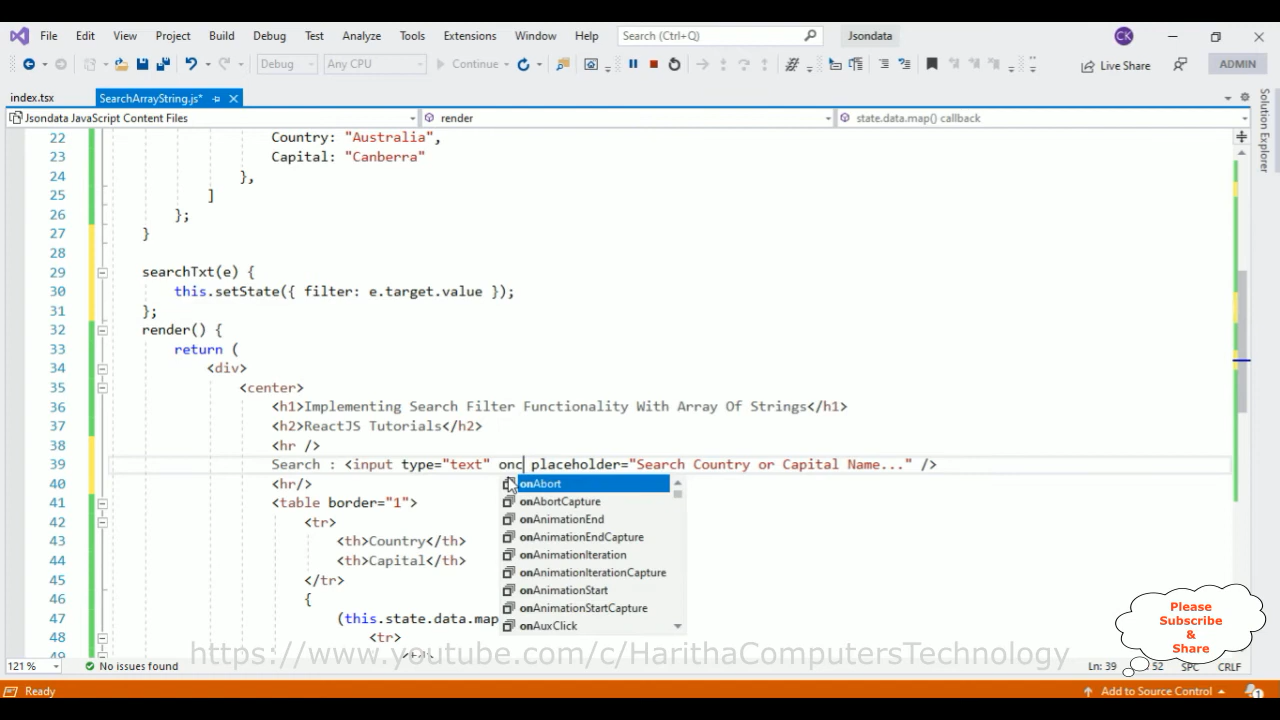 File Edit View Project Build Debug Test Analyze Tools Extensions Window Help Search (Ctrl+Q) Jsondata CK
Debug Any CPU Continue Live Share ADMIN
index.tsx SearchArrayString.js*
Jsondata JavaScript Content Files render state.data.map() callback
Solution Explorer
22 Country: "Australia",
23 Capital: "Canberra"
24 },
25 ]
26 };
27 }
28
29 searchTxt(e) {
30 this.setState({ filter: e.target.value });
31 };
32 render() {
33 return (
34 <div>
35 <center>
36 <h1>Implementing Search Filter Functionality With Array Of Strings</h1>
37 <h2>ReactJS Tutorials</h2>
38 <hr />
39 Search : <input type="text" onc placeholder="Search Country or Capital Name..." />
40 <hr/>
onAbort
41 <table border="1">
onAbortCapture
42 <tr>
onAnimationEnd
43 <th>Country</th>
onAnimationEndCapture
44 <th>Capital</th>
onAnimationIteration
45 </tr>
onAnimationIterationCapture
46 {
onAnimationStart
47 (this.state.data.map
onAnimationStartCapture
48 <tr>
onAuxClick
Please
Subscribe
&
Share
https://www.youtube.com/c/HarithaComputersTechnology
121 % No issues found Ln: 39 52 SPC CRLF
Ready Add to Source Control 1